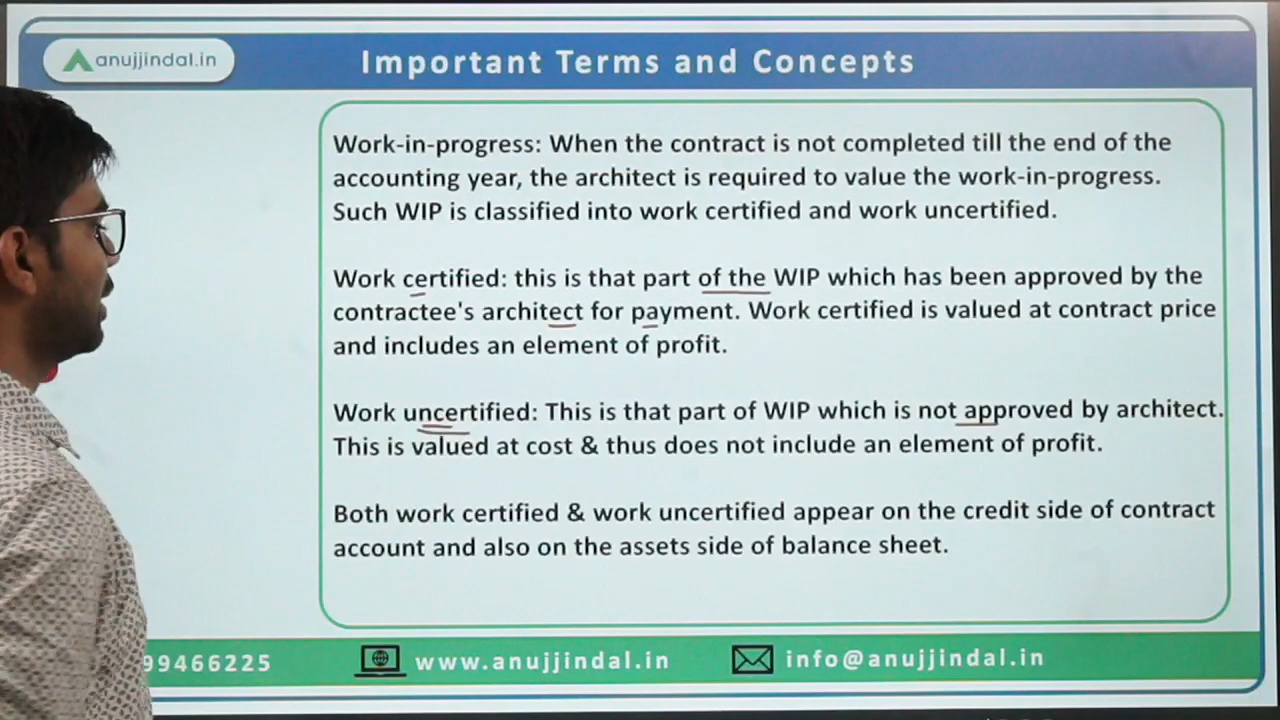 anujjindal.in
Important Terms and Concepts
Work-in-progress: When the contract is not completed till the end of the
accounting year, the architect is required to value the work-in-progress.
Such WIP is classified into work certified and work uncertified.
Work certified: this is that part of the WIP which has been approved by the
contractee's architect for payment. Work certified is valued at contract price
and includes an element of profit.
Work uncertified: This is that part of WIP which is not approved by architect.
This is valued at cost & thus does not include an element of profit.
Both work certified & work uncertified appear on the credit side of contract
account and also on the assets side of balance sheet.
99466225
www.anujjindal.in
info@anujjindal.in